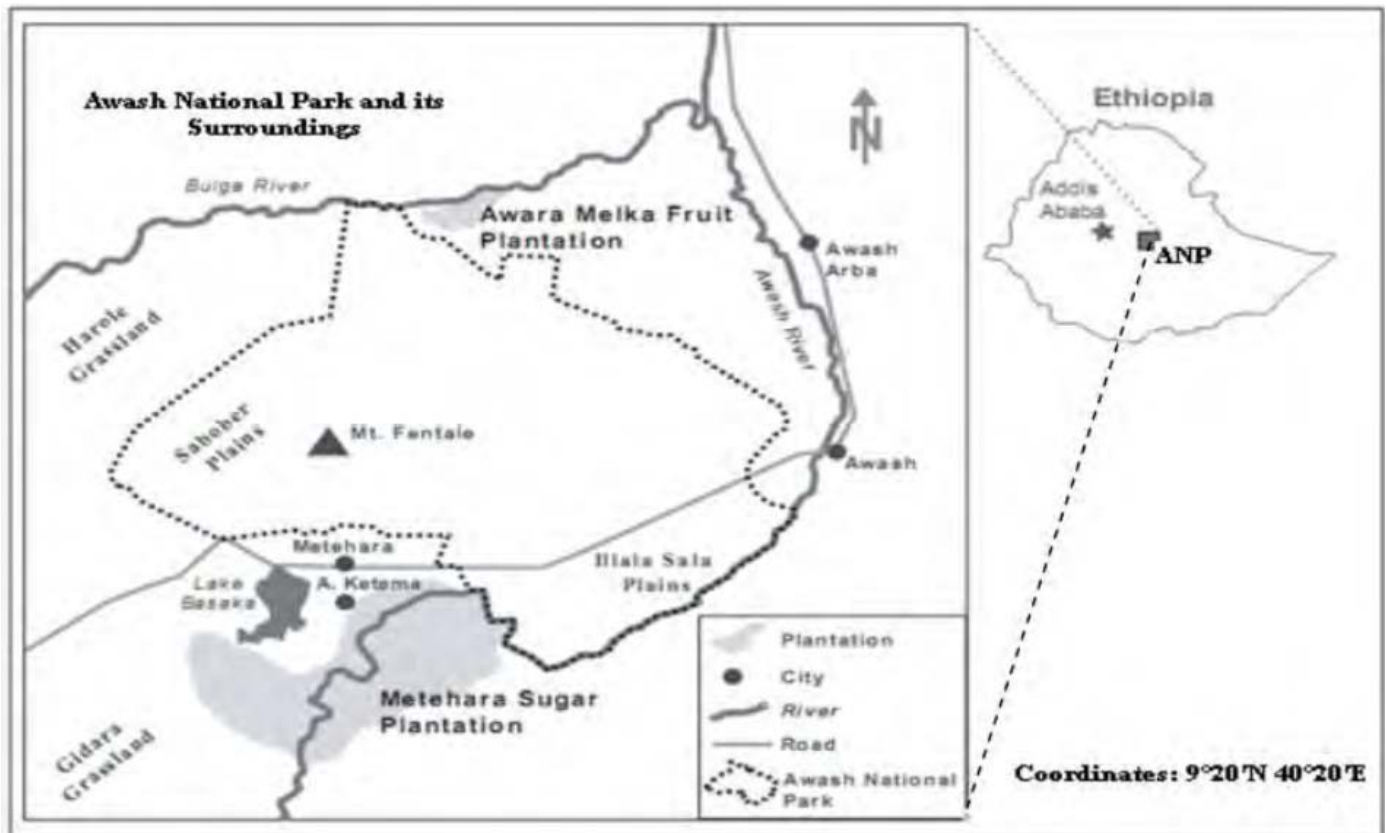 Awash National Park and its
Surroundings
Bulga River
Awara Melka Fruit
Plantation
N
Awash
Arba
Awash River
Harole
Grassland
Sabober
Plains
Mt. Fentale
Awash
Metehara
Illala Sala
Plains
Lake
Basaka
A. Ketema
Metehara Sugar
Plantation
Gidara
Grassland
Plantation
City
River
Road
Awash National
Park
Ethiopia
Addis
Ababa
ANP
Coordinates: 9°20'N 40°20'E